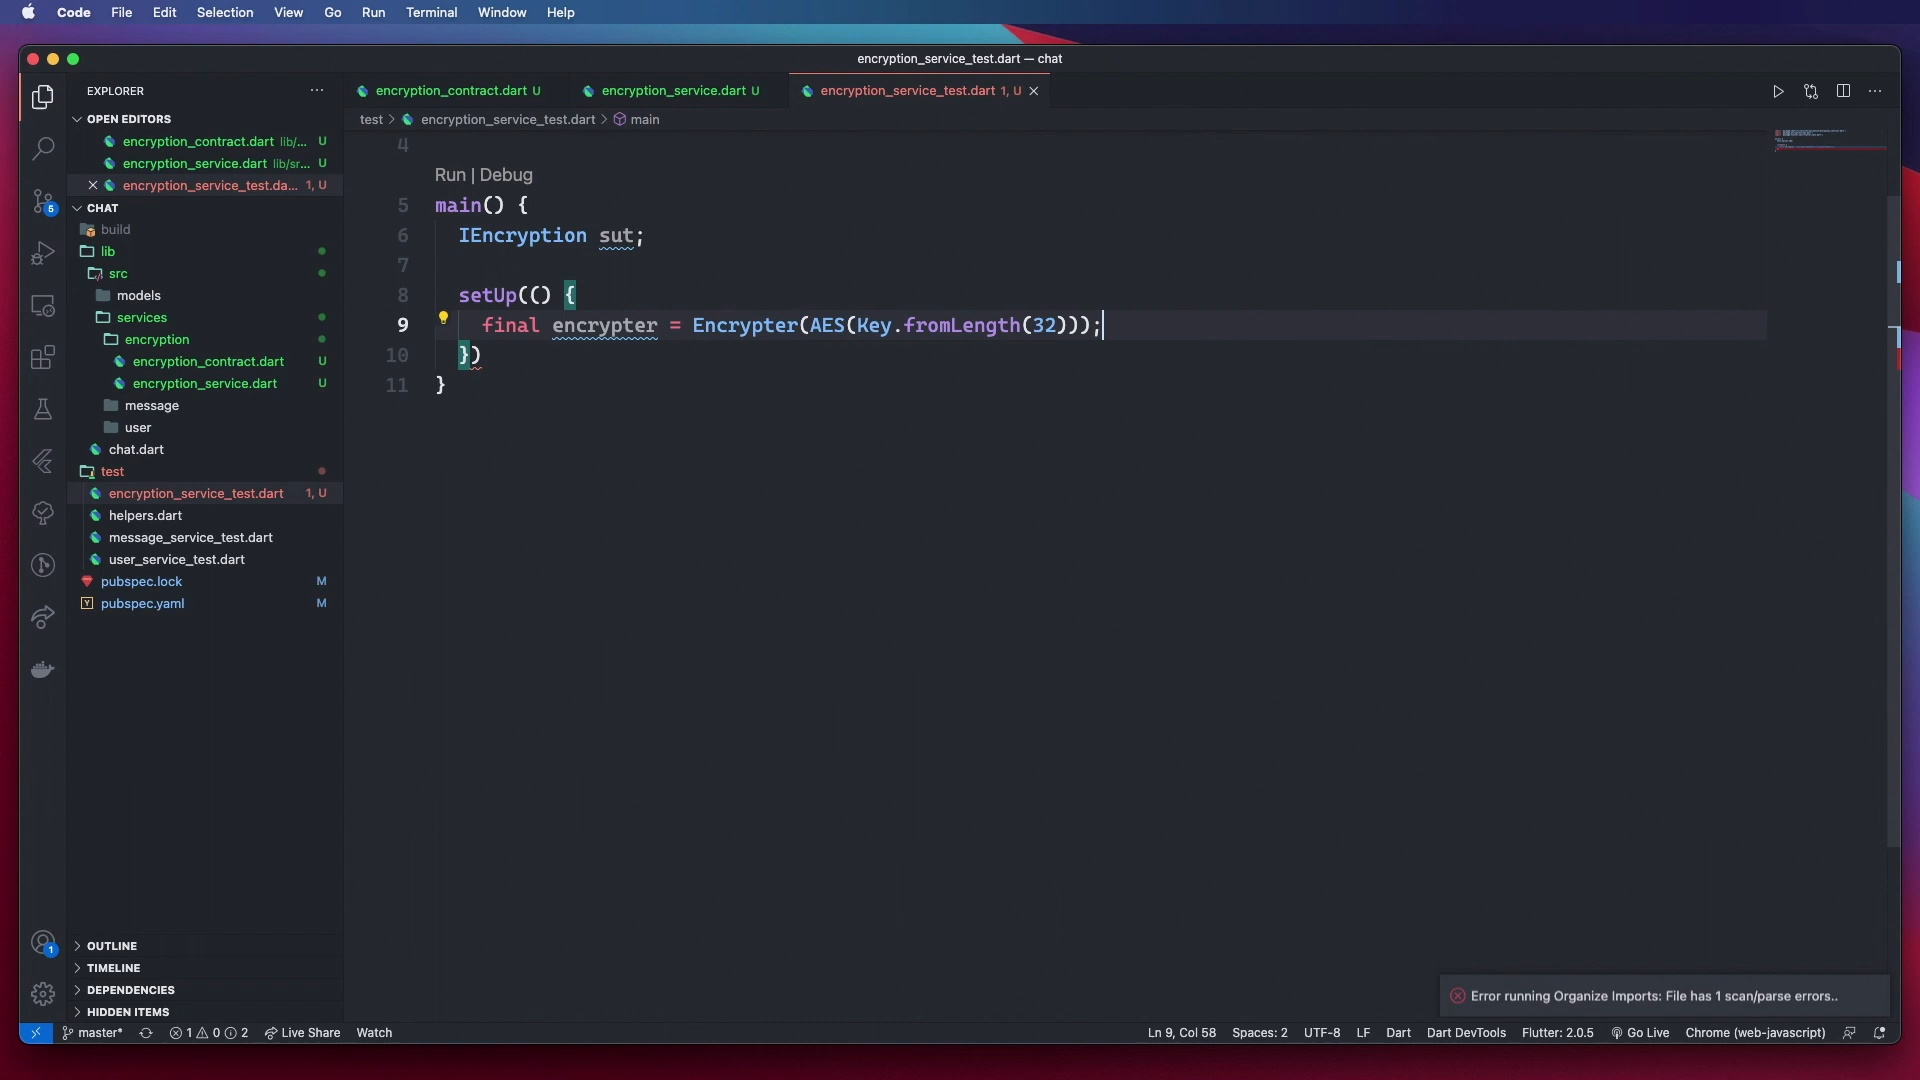 Code File Edit Selection View Go Run Terminal Window Help
encryption_service_test.dart — chat
EXPLORER
encryption_contract.dart U
encryption_service.dart U
encryption_service_test.dart 1, U
OPEN EDITORS
test > encryption_service_test.dart > main
encryption_contract.dart lib/... U
encryption_service.dart lib/sr... U
encryption_service_test.da... 1, U
CHAT
build
lib
src
models
services
encryption
encryption_contract.dart U
encryption_service.dart U
message
user
chat.dart
test
encryption_service_test.dart 1, U
helpers.dart
message_service_test.dart
user_service_test.dart
pubspec.lock M
pubspec.yaml M
4
Run | Debug
5 main() {
6 IEncryption sut;
7
8 setUp(() {
9 final encrypter = Encrypter(AES(Key.fromLength(32)));
10 })
11 }
5
1
OUTLINE
TIMELINE
DEPENDENCIES
HIDDEN ITEMS
Error running Organize Imports: File has 1 scan/parse errors..
master* 1 0 2 Live Share Watch Ln 9, Col 58 Spaces: 2 UTF-8 LF Dart Dart DevTools Flutter: 2.0.5 Go Live Chrome (web-javascript)